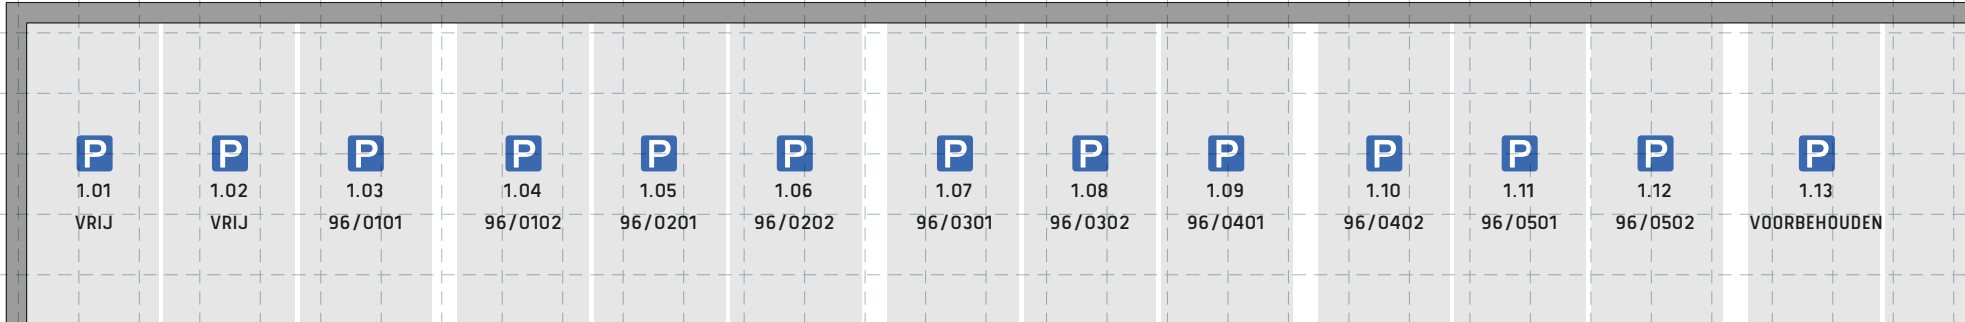 P P P P P P P P P P P P P
1.01 1.02 1.03 1.04 1.05 1.06 1.07 1.08 1.09 1.10 1.11 1.12 1.13
VRIJ VRIJ 96/0101 96/0102 96/0201 96/0202 96/0301 96/0302 96/0401 96/0402 96/0501 96/0502 VOORBEHOUDEN